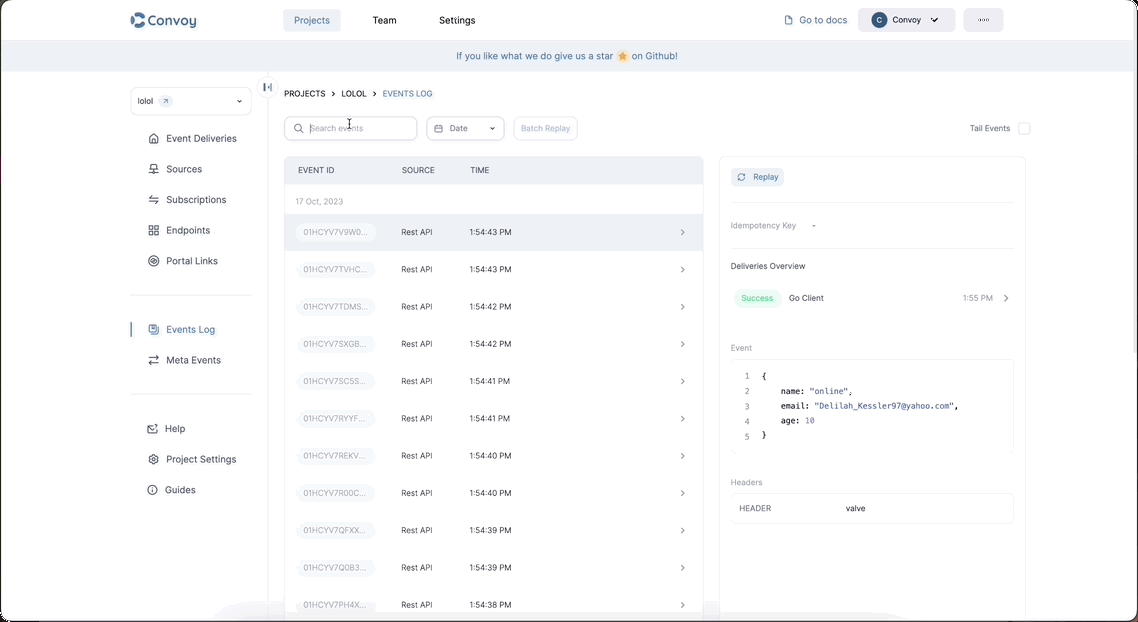 Convoy
Projects
Team
Settings
Go to docs
C
Convoy
If you like what we do give us a star ⭐ on Github!
lolol
PROJECTS > LOLOL > EVENTS LOG
Search events
Date
Batch Replay
Tail Events
Event Deliveries
Sources
Subscriptions
Endpoints
Portal Links
Events Log
Meta Events
Help
Project Settings
Guides
EVENT ID SOURCE TIME
17 Oct, 2023
01HCYV7V9W0... Rest API 1:54:43 PM
01HCYV7TVHC... Rest API 1:54:43 PM
01HCYV7TDMS... Rest API 1:54:42 PM
01HCYV7SXGB... Rest API 1:54:42 PM
01HCYV7SC5S... Rest API 1:54:41 PM
01HCYV7RYYF... Rest API 1:54:41 PM
01HCYV7REKV... Rest API 1:54:40 PM
01HCYV7R00C... Rest API 1:54:40 PM
01HCYV7QFXX... Rest API 1:54:39 PM
01HCYV7Q0B3... Rest API 1:54:39 PM
01HCYV7PH4X... Rest API 1:54:38 PM
Replay
Idempotency Key -
Deliveries Overview
Success Go Client 1:55 PM
Event
1 {
2 name: "online",
3 email: "Delilah_Kessler97@yahoo.com",
4 age: 10
5 }
Headers
HEADER valve